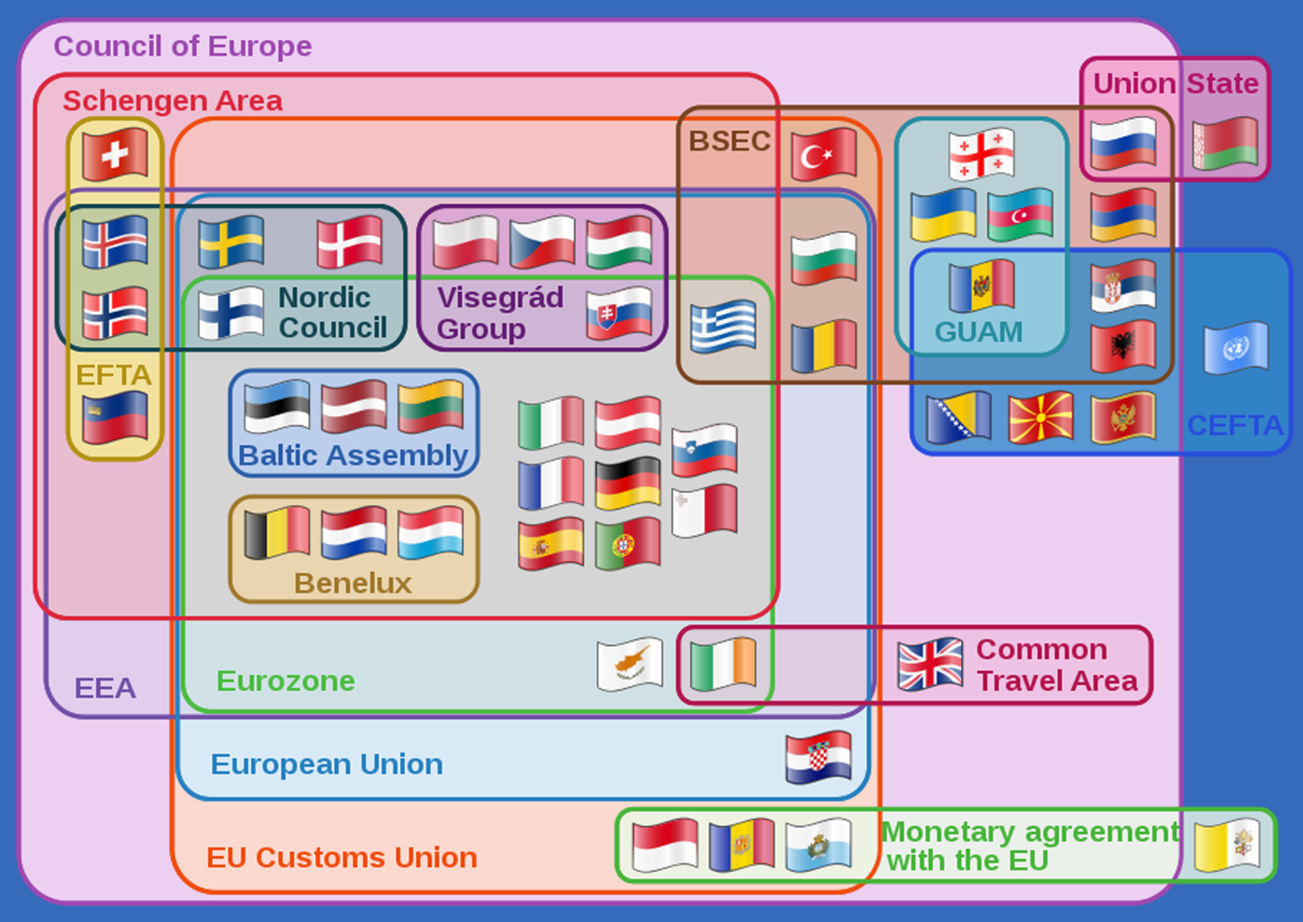 Council of Europe
Schengen Area
Union State
BSEC
Nordic
Council
Visegrád
Group
GUAM
EFTA
CEFTA
Baltic Assembly
Benelux
Common
Travel Area
Eurozone
EEA
European Union
Monetary agreement
with the EU
EU Customs Union